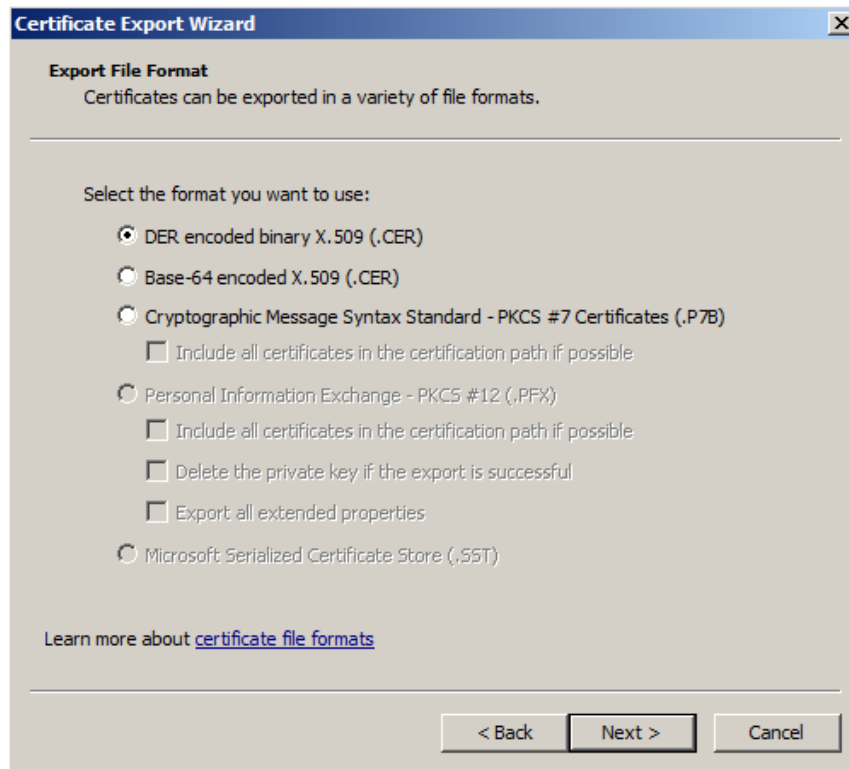 Certificate Export Wizard
Export File Format
Certificates can be exported in a variety of file formats.
Select the format you want to use:
DER encoded binary X.509 (.CER)
Base-64 encoded X.509 (.CER)
Cryptographic Message Syntax Standard - PKCS #7 Certificates (.P7B)
Include all certificates in the certification path if possible
Personal Information Exchange - PKCS #12 (.PFX)
Include all certificates in the certification path if possible
Delete the private key if the export is successful
Export all extended properties
Microsoft Serialized Certificate Store (.SST)
Learn more about certificate file formats
< Back Next > Cancel